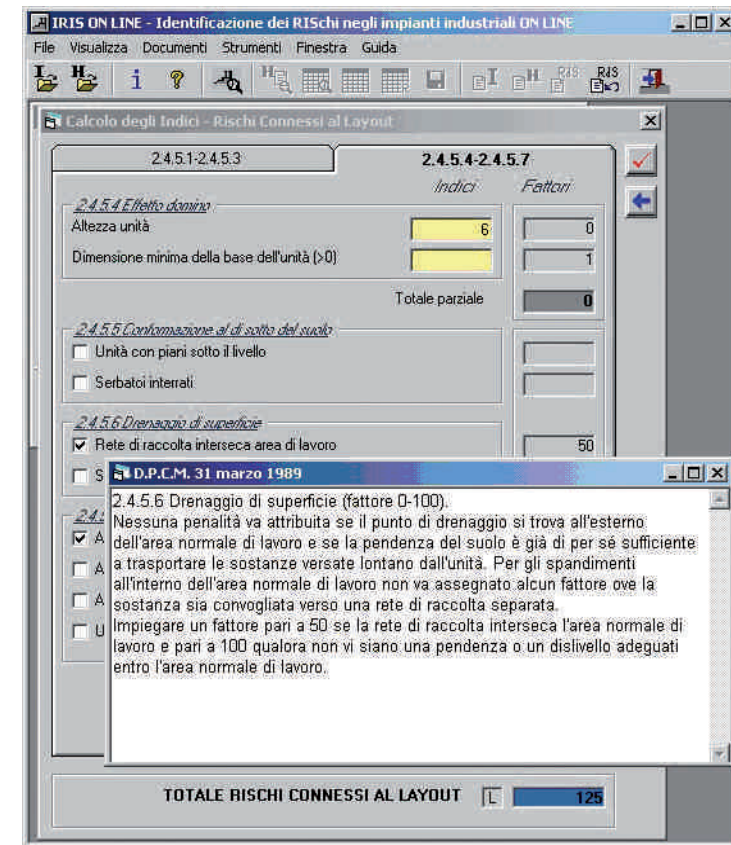 IRIS ON LINE - Identificazione dei RISchi negli impianti industriali ON LINE
File Visualizza Documenti Strumenti Finestra Guida
I H i ? H I H RIS RIS
Calcolo degli Indici - Rischi Connessi al Layout
2.4.5.1-2.4.5.3 2.4.5.4-2.4.5.7
Indici Fattori
2.4.5.4 Effetto domino
Altezza unità 6 0
Dimensione minima della base dell'unità (>0) 1
Totale parziale 0
2.4.5.5 Conformazione al di sotto del suolo
Unità con piani sotto il livello
Serbatoi interrati
2.4.5.6 Drenaggio di superficie
Rete di raccolta interseca area di lavoro 50
S
D.P.C.M. 31 marzo 1989
2.4.5.6 Drenaggio di superficie (fattore 0-100).
Nessuna penalità va attribuita se il punto di drenaggio si trova all'esterno
dell'area normale di lavoro e se la pendenza del suolo è già di per sé sufficiente
a trasportare le sostanze versate lontano dall'unità. Per gli spandimenti
all'interno dell'area normale di lavoro non va assegnato alcun fattore ove la
sostanza sia convogliata verso una rete di raccolta separata.
Impiegare un fattore pari a 50 se la rete di raccolta interseca l'area normale di
lavoro e pari a 100 qualora non vi siano una pendenza o un dislivello adeguati
entro l'area normale di lavoro.
2.4.
A
A
A
U
TOTALE RISCHI CONNESSI AL LAYOUT L 125